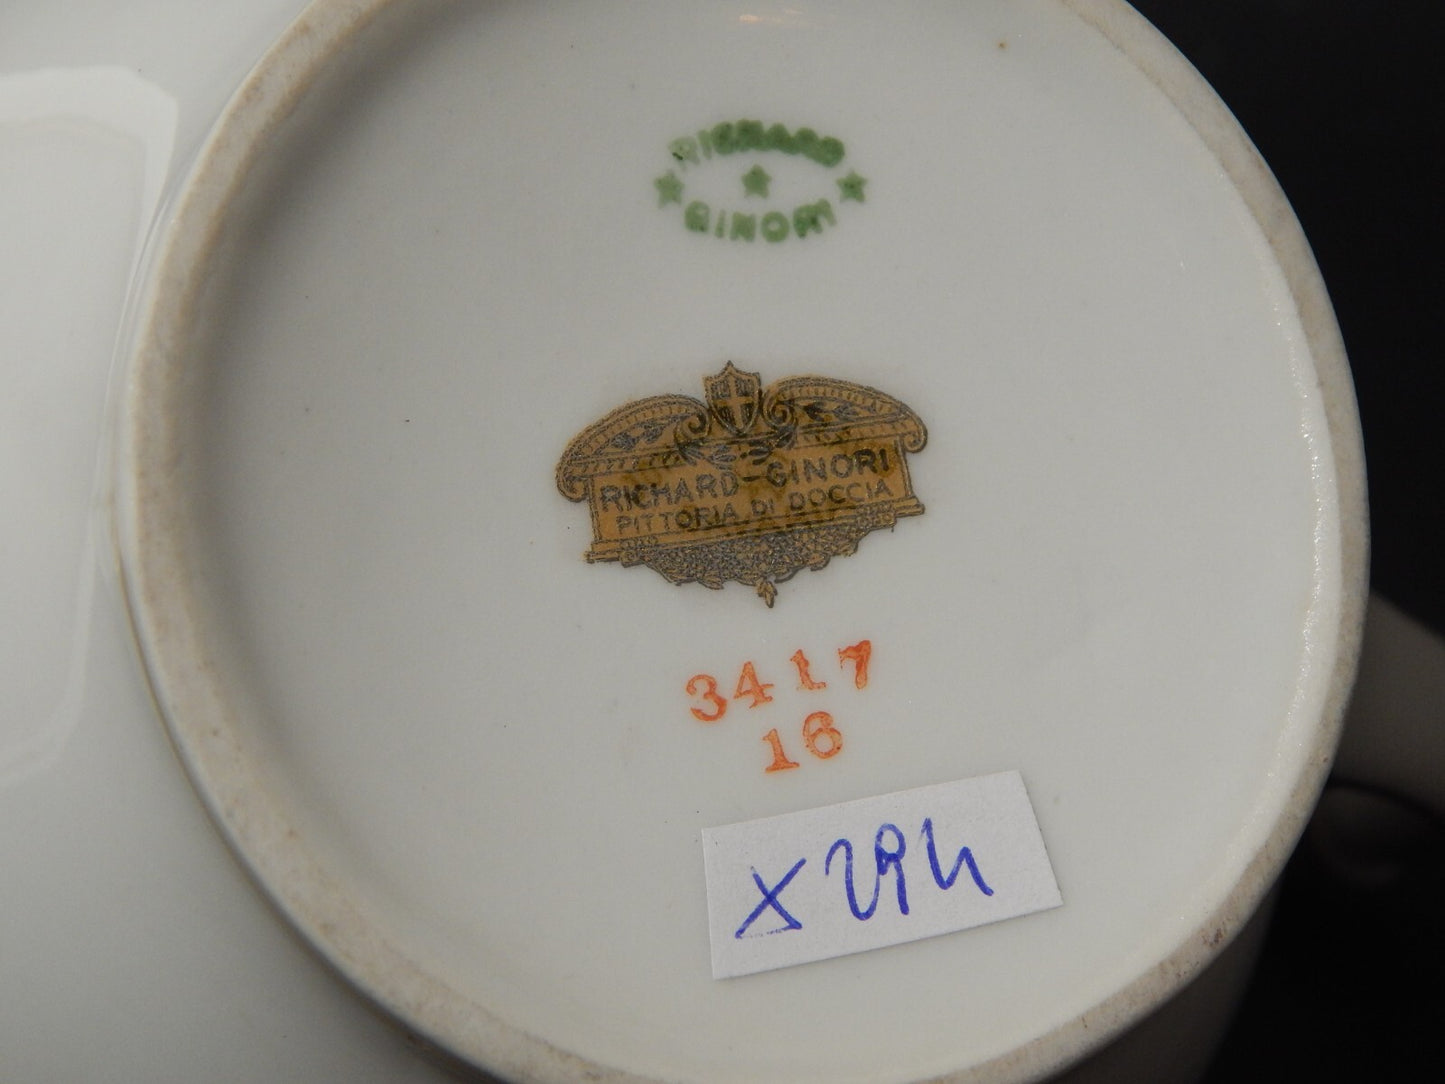 RICHARD
GINORI
RICHARD-GINORI
PITTORIA DI DOCCIA
3417
16
X294